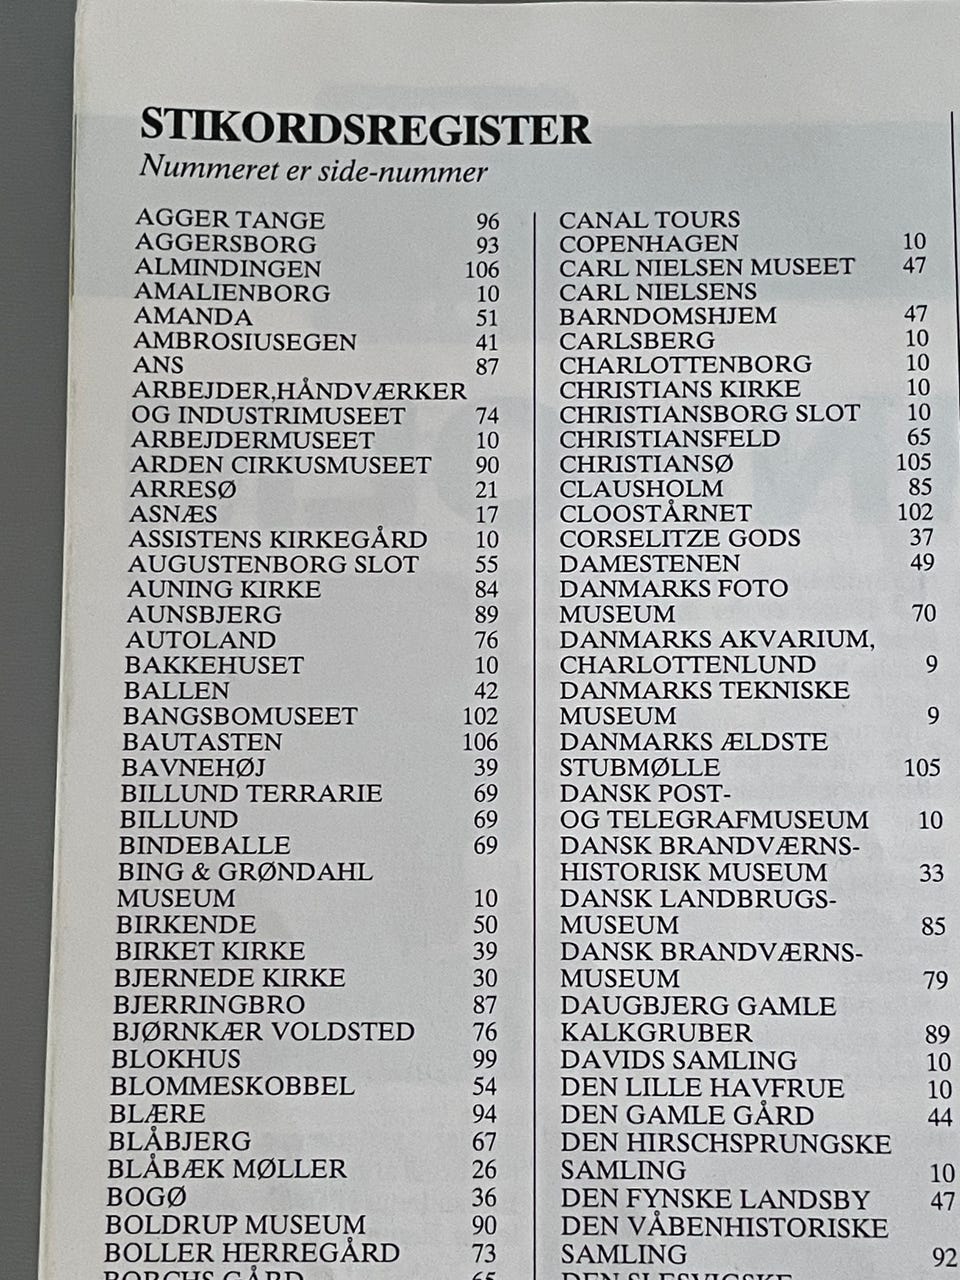 STIKORDSREGISTER
Nummeret er side-nummer
AGGER TANGE 96
AGGERSBORG 93
ALMINDINGEN 106
AMALIENBORG 10
AMANDA 51
AMBROSIUSEGEN 41
ANS 87
ARBEJDER,HÅNDVÆRKER
OG INDUSTRIMUSEET 74
ARBEJDERMUSEET 10
ARDEN CIRKUSMUSEET 90
ARRESØ 21
ASNÆS 17
ASSISTENS KIRKEGÅRD 10
AUGUSTENBORG SLOT 55
AUNING KIRKE 84
AUNSBJERG 89
AUTOLAND 76
BAKKEHUSET 10
BALLEN 42
BANGSBOMUSEET 102
BAUTASTEN 106
BAVNEHØJ 39
BILLUND TERRARIE 69
BILLUND 69
BINDEBALLE 69
BING & GRØNDAHL
MUSEUM 10
BIRKENDE 50
BIRKET KIRKE 39
BJERNEDE KIRKE 30
BJERRINGBRO 87
BJØRNKÆR VOLDSTED 76
BLOKHUS 99
BLOMMESKOBBEL 54
BLÆRE 94
BLÅBJERG 67
BLÅBÆK MØLLER 26
BOGØ 36
BOLDRUP MUSEUM 90
BOLLER HERREGÅRD 73
BORCHS GÅRD 65
CANAL TOURS
COPENHAGEN 10
CARL NIELSEN MUSEET 47
CARL NIELSENS
BARNDOMSHJEM 47
CARLSBERG 10
CHARLOTTENBORG 10
CHRISTIANS KIRKE 10
CHRISTIANSBORG SLOT 10
CHRISTIANSFELD 65
CHRISTIANSØ 105
CLAUSHOLM 85
CLOOSTÅRNET 102
CORSELITZE GODS 37
DAMESTENEN 49
DANMARKS FOTO
MUSEUM 70
DANMARKS AKVARIUM,
CHARLOTTENLUND 9
DANMARKS TEKNISKE
MUSEUM 9
DANMARKS ÆLDSTE
STUBMØLLE 105
DANSK POST-
OG TELEGRAFMUSEUM 10
DANSK BRANDVÆRNS-
HISTORISK MUSEUM 33
DANSK LANDBRUGS-
MUSEUM 85
DANSK BRANDVÆRNS-
MUSEUM 79
DAUGBJERG GAMLE
KALKGRUBER 89
DAVIDS SAMLING 10
DEN LILLE HAVFRUE 10
DEN GAMLE GÅRD 44
DEN HIRSCHSPRUNGSKE
SAMLING 10
DEN FYNSKE LANDSBY 47
DEN VÅBENHISTORISKE
SAMLING 92
DEN SLESVIGSKE